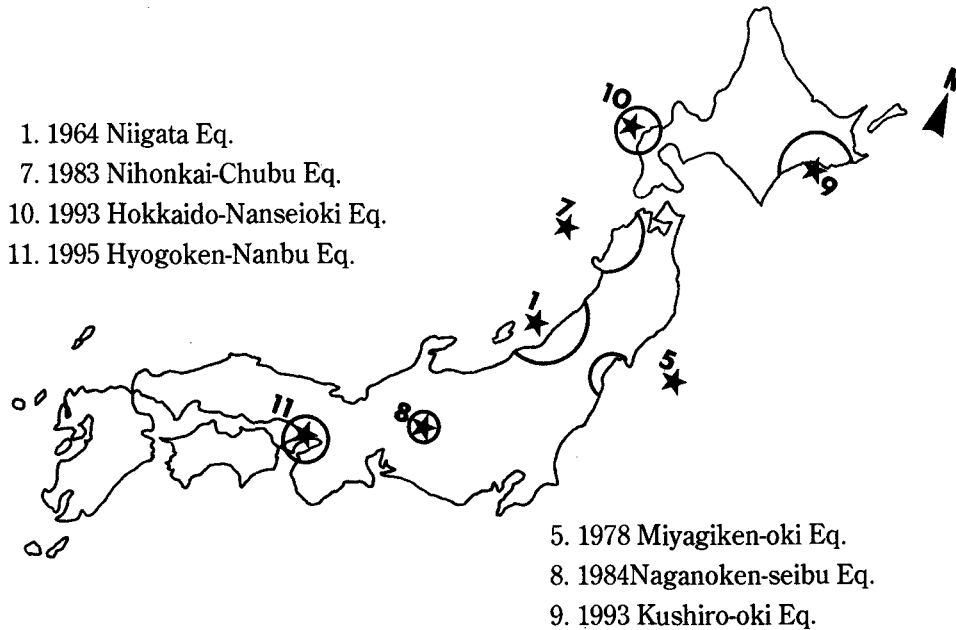 10
N
1. 1964 Niigata Eq.
7. 1983 Nihonkai-Chubu Eq.
10. 1993 Hokkaido-Nanseioki Eq.
11. 1995 Hyogoken-Nanbu Eq.
9
7
1
5
11
8
5. 1978 Miyagiken-oki Eq.
8. 1984Naganoken-seibu Eq.
9. 1993 Kushiro-oki Eq.